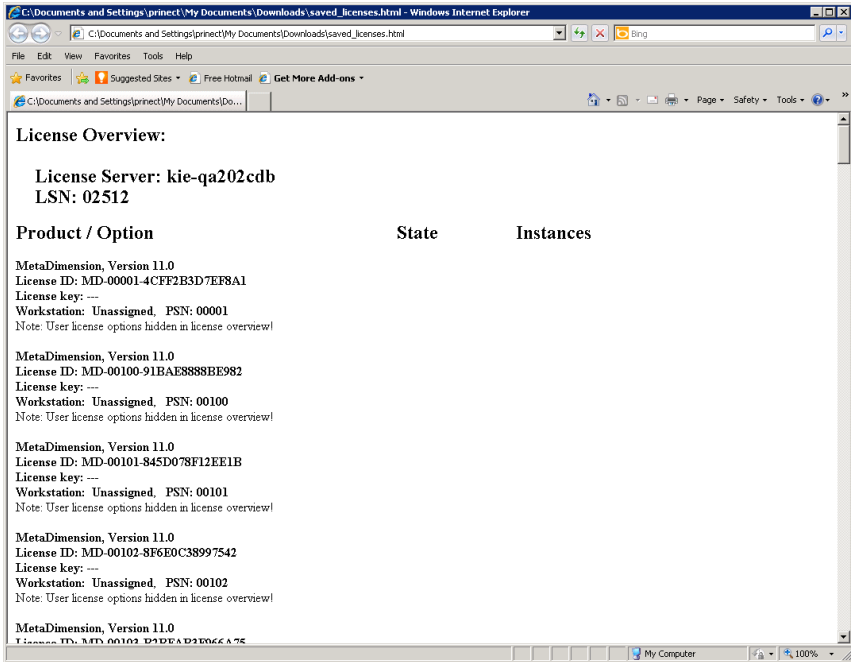 C:\Documents and Settings\prinect\My Documents\Downloads\saved_licenses.html - Windows Internet Explorer
C:\Documents and Settings\prinect\My Documents\Downloads\saved_licenses.html
Bing
File Edit View Favorites Tools Help
Favorites Suggested Sites Free Hotmail Get More Add-ons
C:\Documents and Settings\prinect\My Documents\Do...
Page Safety Tools
License Overview:
License Server: kie-qa202cdb
LSN: 02512
Product / Option State Instances
MetaDimension, Version 11.0
License ID: MD-00001-4CFF2B3D7EF8A1
License key: ---
Workstation: Unassigned, PSN: 00001
Note: User license options hidden in license overview!
MetaDimension, Version 11.0
License ID: MD-00100-91BAE8888BE982
License key: ---
Workstation: Unassigned, PSN: 00100
Note: User license options hidden in license overview!
MetaDimension, Version 11.0
License ID: MD-00101-845D078F12EE1B
License key: ---
Workstation: Unassigned, PSN: 00101
Note: User license options hidden in license overview!
MetaDimension, Version 11.0
License ID: MD-00102-8F6E0C38997542
License key: ---
Workstation: Unassigned, PSN: 00102
Note: User license options hidden in license overview!
MetaDimension, Version 11.0
License ID:
My Computer 100%